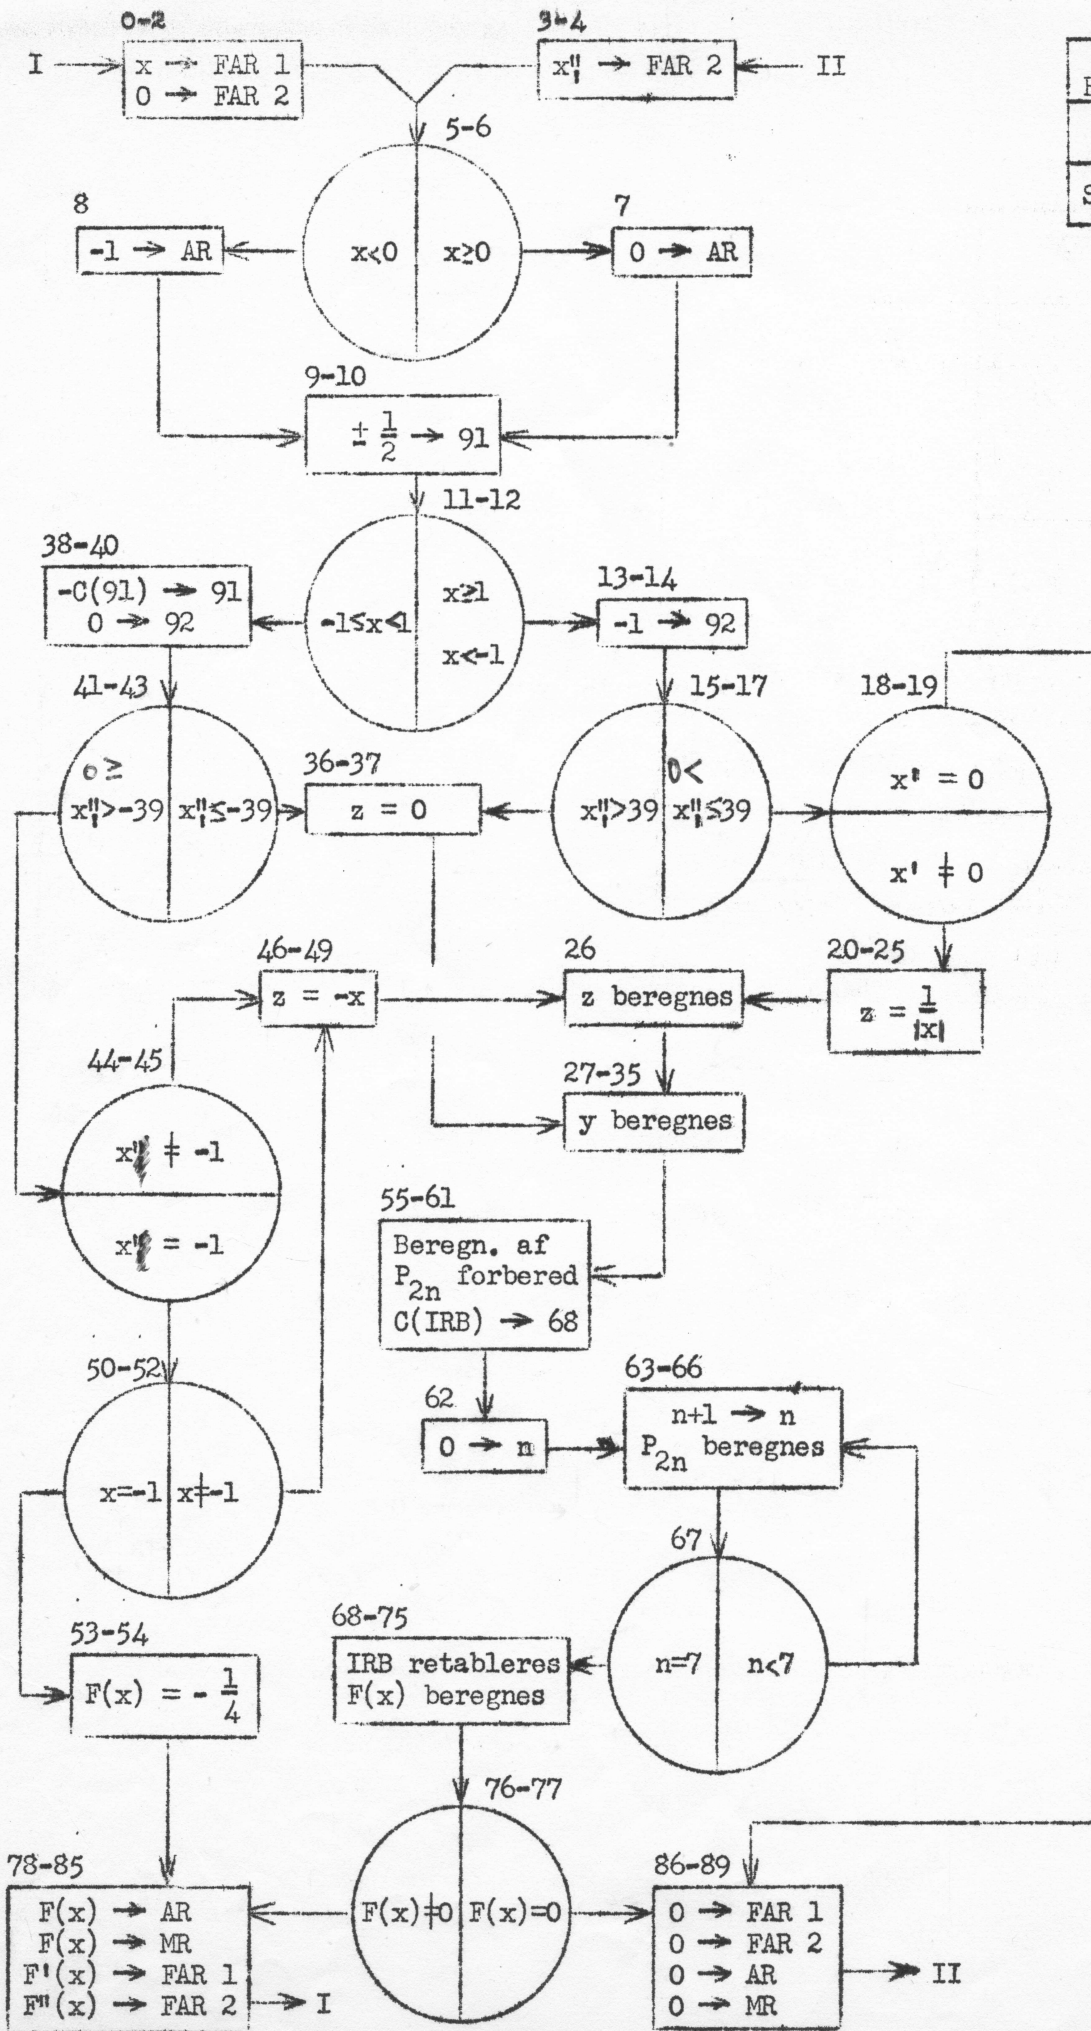 0-2
3-4
I
x → FAR 1
0 → FAR 2
x" → FAR 2
II
5-6
8
7
-1 → AR
x<0
x≥0
0 → AR
9-10
± 1/2 → 91
11-12
38-40
-C(91) → 91
0 → 92
-1≤x<1
x≥1
x<-1
13-14
-1 → 92
41-43
0≥
x">-39
x"≤-39
36-37
z = 0
15-17
x">39
0<
x"≤39
18-19
x' = 0
x' ≠ 0
46-49
z = -x
26
z beregnes
20-25
z = 1/|x|
44-45
x" ≠ -1
x" = -1
27-35
y beregnes
55-61
Beregn. af
P2n forbered
C(IRB) → 68
50-52
x=-1
x≠-1
62
0 → n
63-66
n+1 → n
P2n beregnes
67
n=7
n<7
53-54
F(x) = - 1/4
68-75
IRB retableres
F(x) beregnes
76-77
F(x)≠0
F(x)=0
78-85
F(x) → AR
F(x) → MR
F'(x) → FAR 1
F"(x) → FAR 2
I
86-89
0 → FAR 1
0 → FAR 2
0 → AR
0 → MR
II